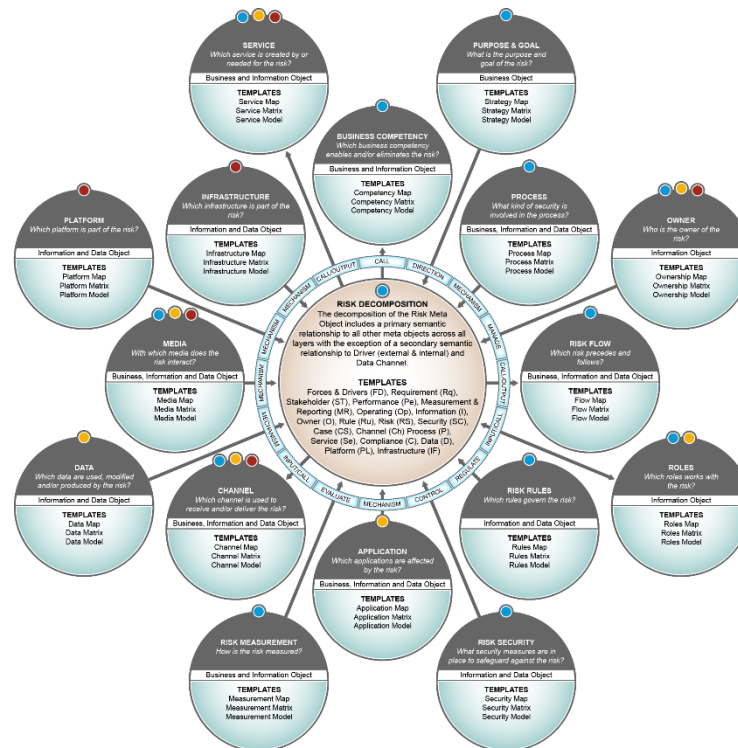 SERVICE
Which service is created by or
needed for the risk?
Business and Information Object
TEMPLATES
Service Map
Service Matrix
Service Model
PURPOSE & GOAL
What is the purpose and
goal of the risk?
Business Object
TEMPLATES
Strategy Map
Strategy Matrix
Strategy Model
BUSINESS COMPETENCY
Which business competency
enables and/or eliminates the risk?
Business and Information Object
TEMPLATES
Competency Map
Competency Matrix
Competency Model
INFRASTRUCTURE
Which infrastructure is part of the
risk?
Information and Data Object
TEMPLATES
Infrastructure Map
Infrastructure Matrix
Infrastructure Model
PROCESS
What kind of security is
involved in the process?
Business, Information and Data Object
TEMPLATES
Process Map
Process Matrix
Process Model
PLATFORM
Which platform is part of the risk?
Information and Data Object
TEMPLATES
Platform Map
Platform Matrix
Platform Model
OWNER
Who is the owner of
the risk?
Business and Information Object
TEMPLATES
Ownership Map
Ownership Matrix
Ownership Model
MECHANISM
MECHANISM
MECHANISM
CALL/OUTPUT
CALL
DIRECTION
MECHANISM
MANAGE
CALL/OUTPUT
INPUT/CALL
REGULATE
CONTROL
MECHANISM
EVALUATE
INPUT/CALL
MECHANISM
MECHANISM
RISK DECOMPOSITION
The decomposition of the Risk Meta
Object includes a primary semantic
relationship to all other meta objects across all
layers with the exception of a secondary semantic
relationship to Driver (external & internal) and
Data Channel.
TEMPLATES
Forces & Drivers (FD), Requirement (Rq),
Stakeholder (ST), Performance (Pe), Measurement &
Reporting (MR), Operating (Op), Information (I),
Owner (O), Rule (Ru), Risk (RS), Security (SC),
Case (CS), Channel (Ch) Process (P),
Service (Se), Compliance (C), Data (D),
Platform (PL), Infrastructure (IF)
MEDIA
With which media does the
risk interact?
Business, Information and Data Object
TEMPLATES
Media Map
Media Matrix
Media Model
RISK FLOW
Which risk precedes and
follows?
Business, Information and Data Object
TEMPLATES
Flow Map
Flow Matrix
Flow Model
DATA
Which data are used, modified
and/or produced by the risk?
Information and Data Object
TEMPLATES
Data Map
Data Matrix
Data Model
CHANNEL
Which channel is used to
receive and/or deliver the risk?
Business, Information and Data Object
TEMPLATES
Channel Map
Channel Matrix
Channel Model
APPLICATION
Which applications are affected
by the risk?
Business, Information and Data Object
TEMPLATES
Application Map
Application Matrix
Application Model
RISK RULES
Which rules govern the risk?
Information and Data Object
TEMPLATES
Rules Map
Rules Matrix
Rules Model
ROLES
Which roles works with
the risk?
Business and Information Object
TEMPLATES
Roles Map
Roles Matrix
Roles Model
RISK MEASUREMENT
How is the risk measured?
Business and Information Object
TEMPLATES
Measurement Map
Measurement Matrix
Measurement Model
RISK SECURITY
What security measures are in
place to safeguard against the risk?
Information and Data Object
TEMPLATES
Security Map
Security Matrix
Security Model